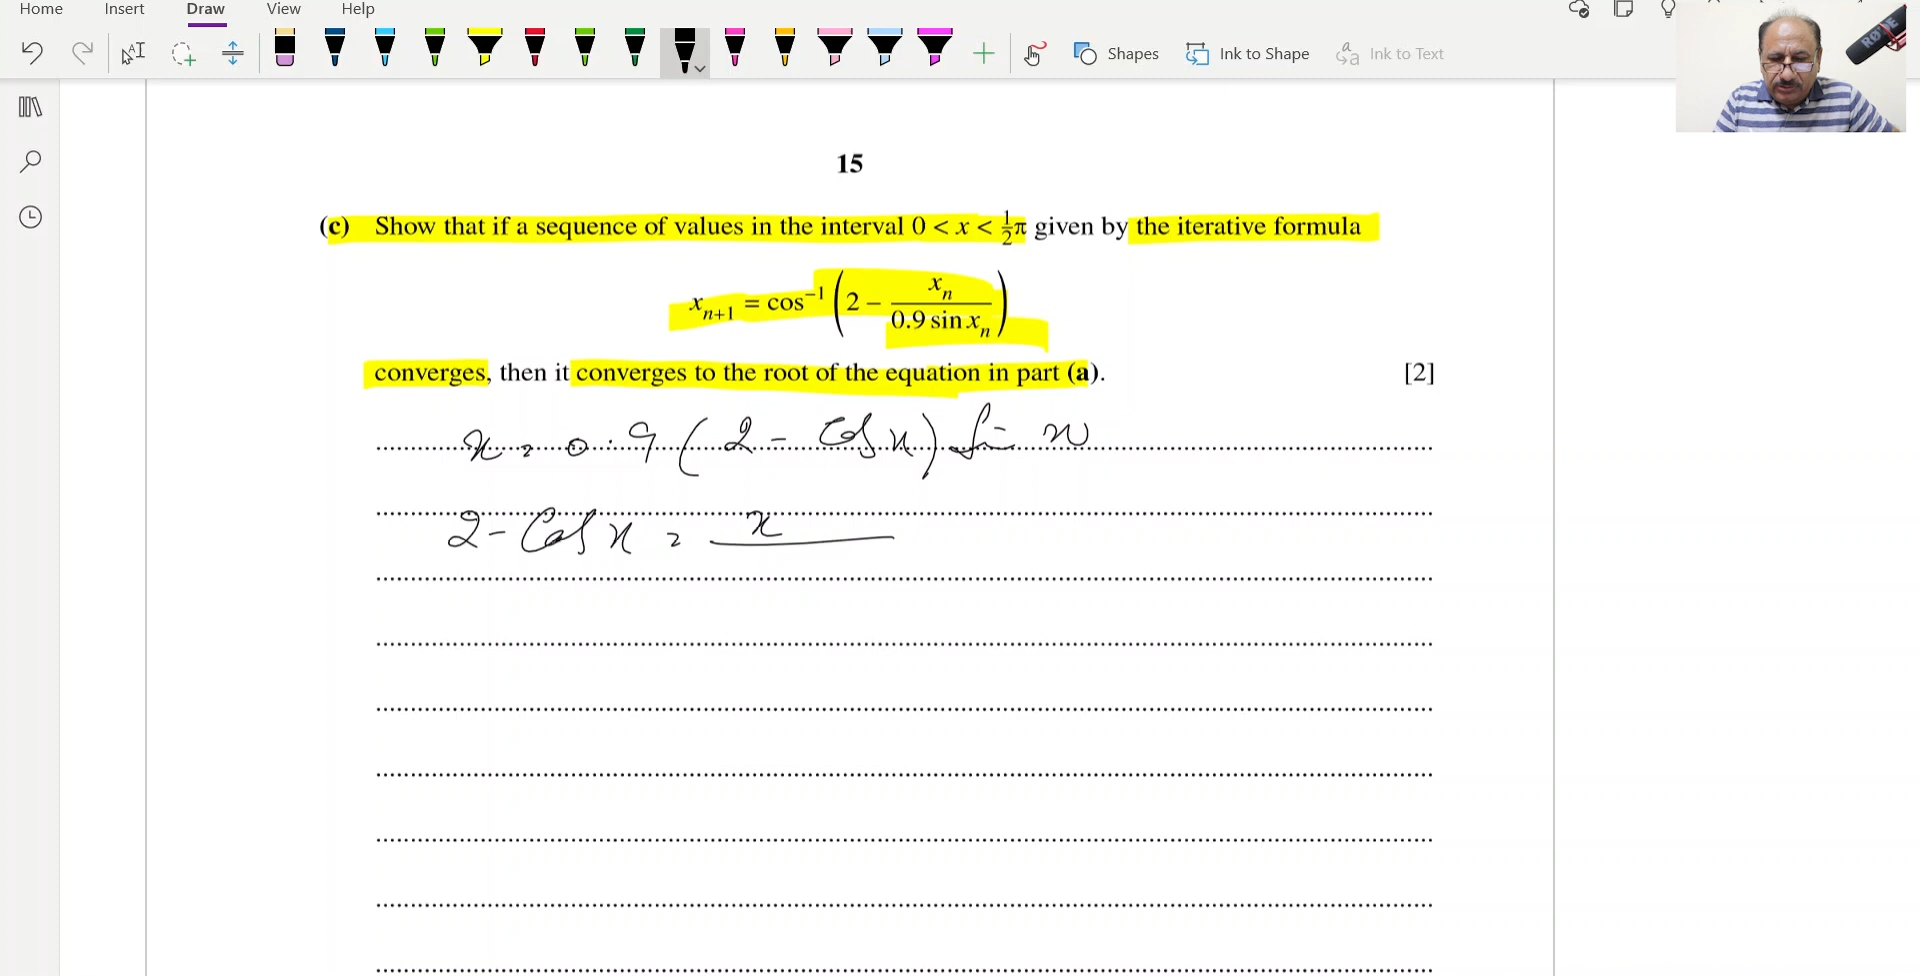 Home Insert Draw View Help
Shapes Ink to Shape Ink to Text
RØDE
15
(c) Show that if a sequence of values in the interval 0 < x < ½π given by the iterative formula
xₙ₊₁ = cos⁻¹(2 − xₙ / 0.9 sin xₙ)
converges, then it converges to the root of the equation in part (a). [2]
x = 0.9 (2 - Cos x) Sin x
2 - Cos x = x